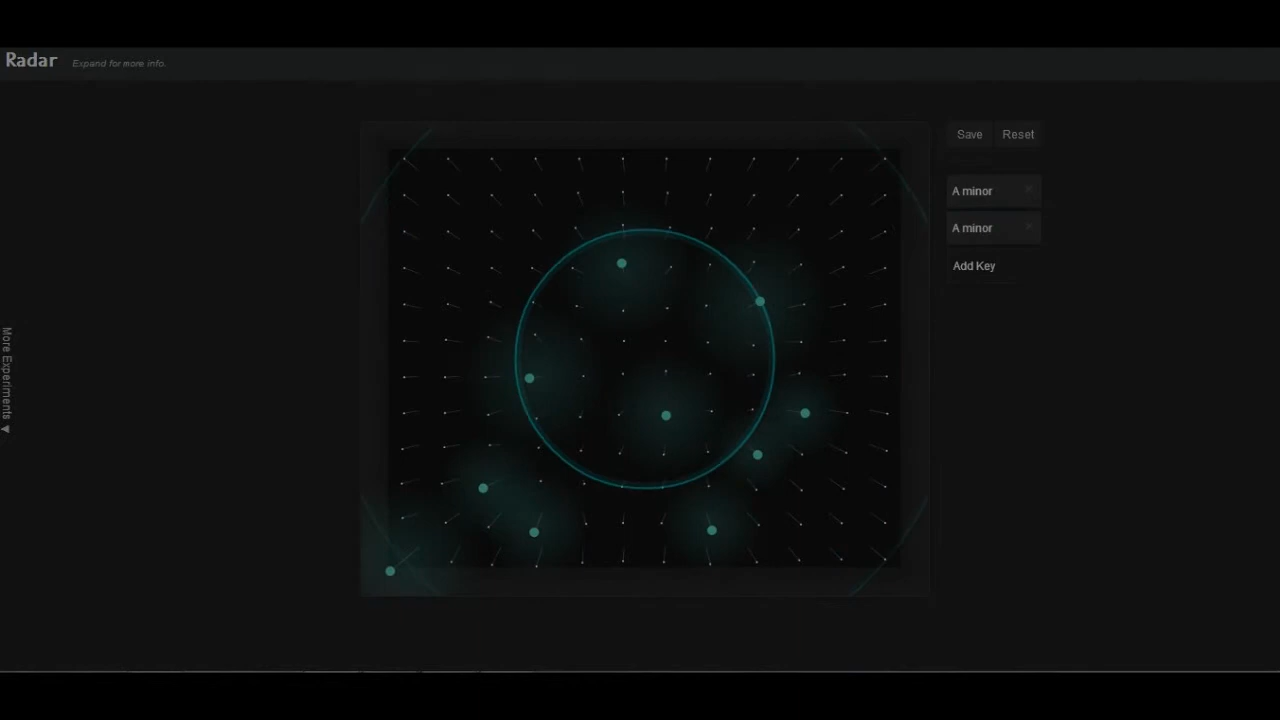 Radar Expand for more info.
Save Reset
A minor ×
A minor ×
Add Key
More Experiments ◀